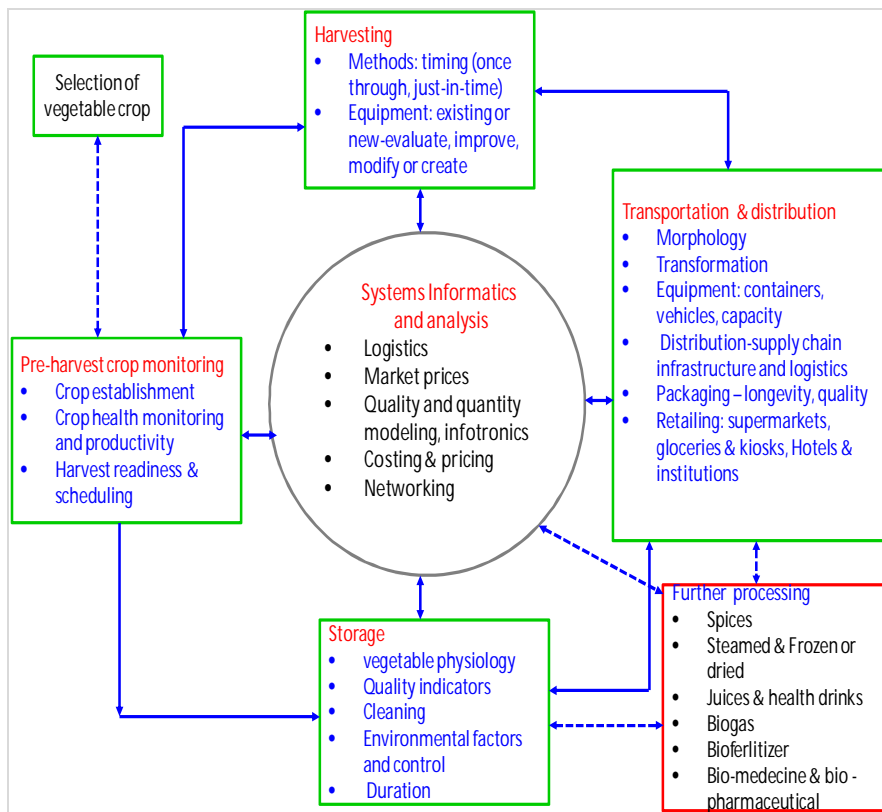 Selection of
vegetable crop
Harvesting
• Methods: timing (once
through, just-in-time)
• Equipment: existing or
new-evaluate, improve,
modify or create
Transportation & distribution
• Morphology
• Transformation
• Equipment: containers,
vehicles, capacity
• Distribution-supply chain
infrastructure and logistics
• Packaging – longevity, quality
• Retailing: supermarkets,
gloceries & kiosks, Hotels &
institutions
Systems Informatics
and analysis
• Logistics
• Market prices
• Quality and quantity
modeling, infotronics
• Costing & pricing
• Networking
Pre-harvest crop monitoring
• Crop establishment
• Crop health monitoring
and productivity
• Harvest readiness &
scheduling
Storage
• vegetable physiology
• Quality indicators
• Cleaning
• Environmental factors
and control
• Duration
Further processing
• Spices
• Steamed & Frozen or
dried
• Juices & health drinks
• Biogas
• Bioferlitizer
• Bio-medecine & bio -
pharmaceutical